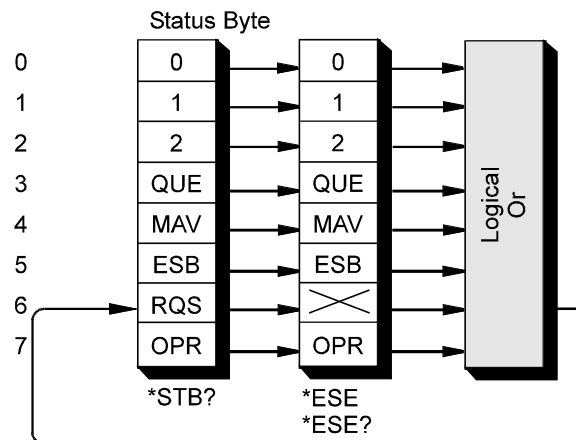 Status Byte
0 0 0
1 1 1
2 2 2
3 QUE QUE
4 MAV MAV
5 ESB ESB
6 RQS
7 OPR OPR
Logical
Or
*STB? *ESE
*ESE?